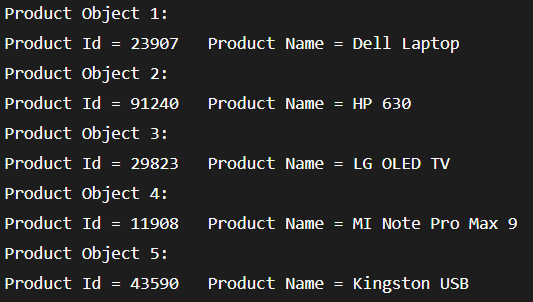 Product Object 1:
Product Id = 23907   Product Name = Dell Laptop
Product Object 2:
Product Id = 91240   Product Name = HP 630
Product Object 3:
Product Id = 29823   Product Name = LG OLED TV
Product Object 4:
Product Id = 11908   Product Name = MI Note Pro Max 9
Product Object 5:
Product Id = 43590   Product Name = Kingston USB